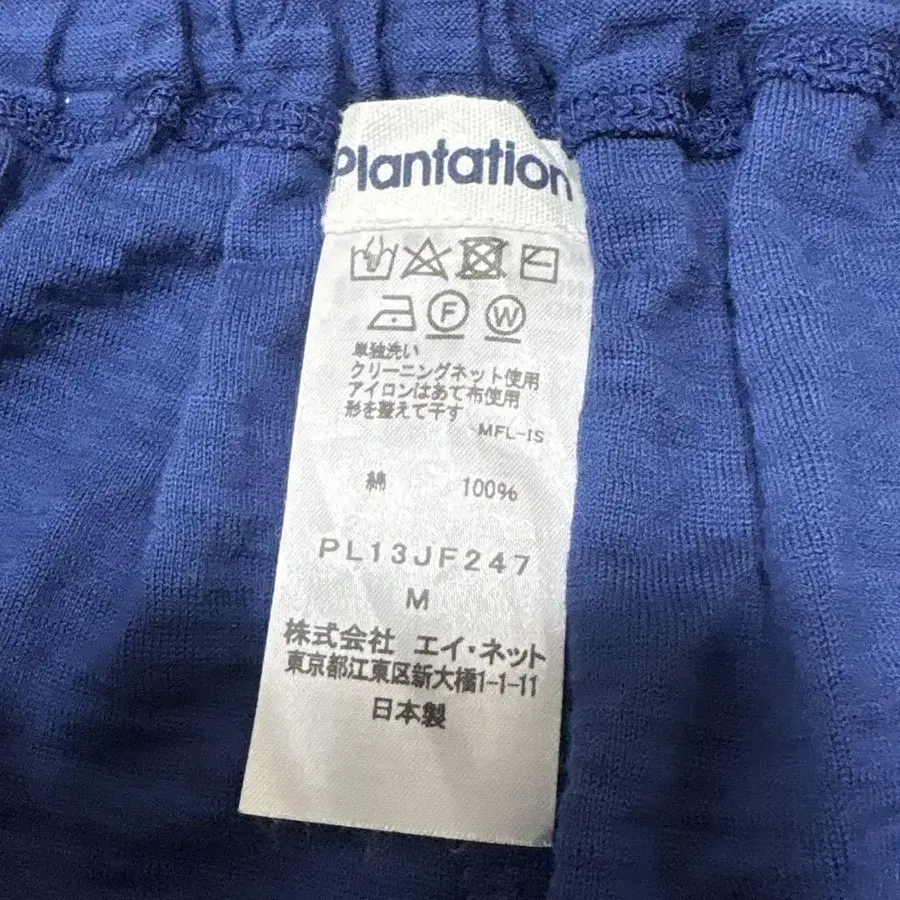 Plantation
F W
単独洗い
クリーニングネット使用
アイロンはあて布使用
形を整えて干す
-MFL-IS
綿 100%
PL13JF247
M
株式会社 エイ・ネット
東京都江東区新大橋1-1-11
日本製